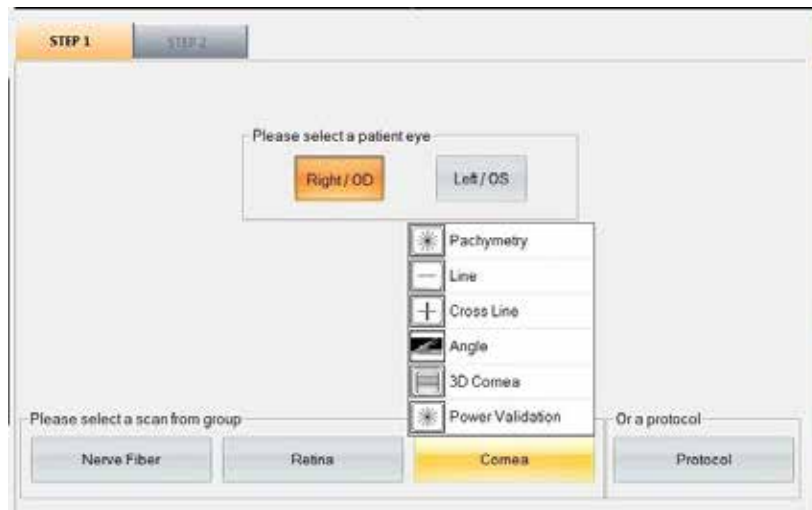 STEP 1
STEP 2
Please select a patient eye
Right / OD
Left / OS
Pachymetry
Line
Cross Line
Angle
3D Cornea
Power Validation
Please select a scan from group
Or a protocol
Nerve Fiber
Retina
Cornea
Protocol